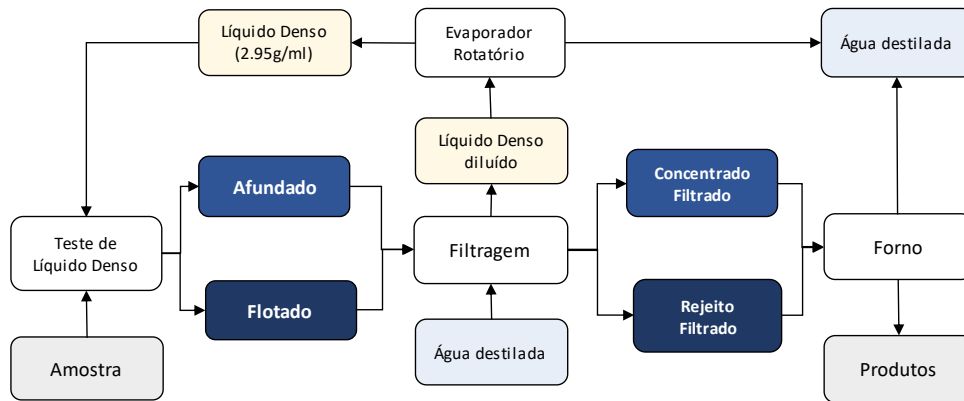 Líquido Denso
(2.95g/ml)
Evaporador
Rotatório
Água destilada
Líquido Denso
diluído
Afundado
Concentrado
Filtrado
Teste de
Líquido Denso
Filtragem
Forno
Flotado
Rejeito
Filtrado
Amostra
Água destilada
Produtos